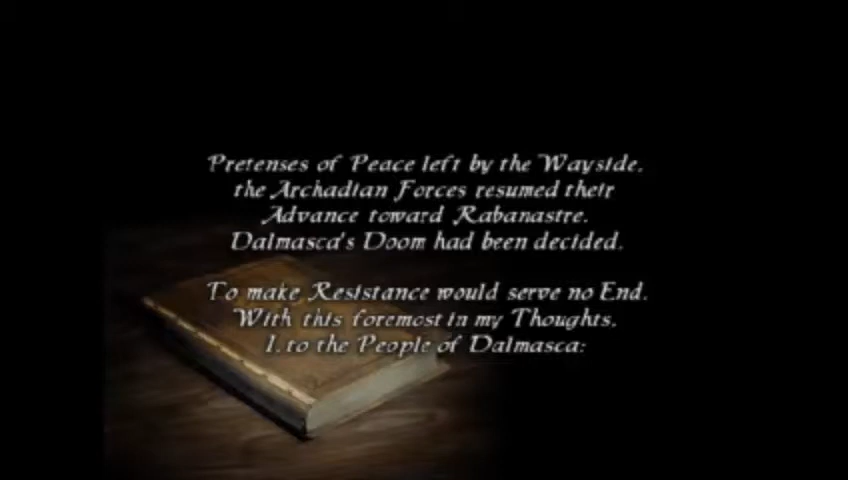 Pretenses of Peace left by the Wayside,
the Archadian Forces resumed their
Advance toward Rabanastre.
Dalmasca's Doom had been decided.
To make Resistance would serve no End.
With this foremost in my Thoughts,
I, to the People of Dalmasca: